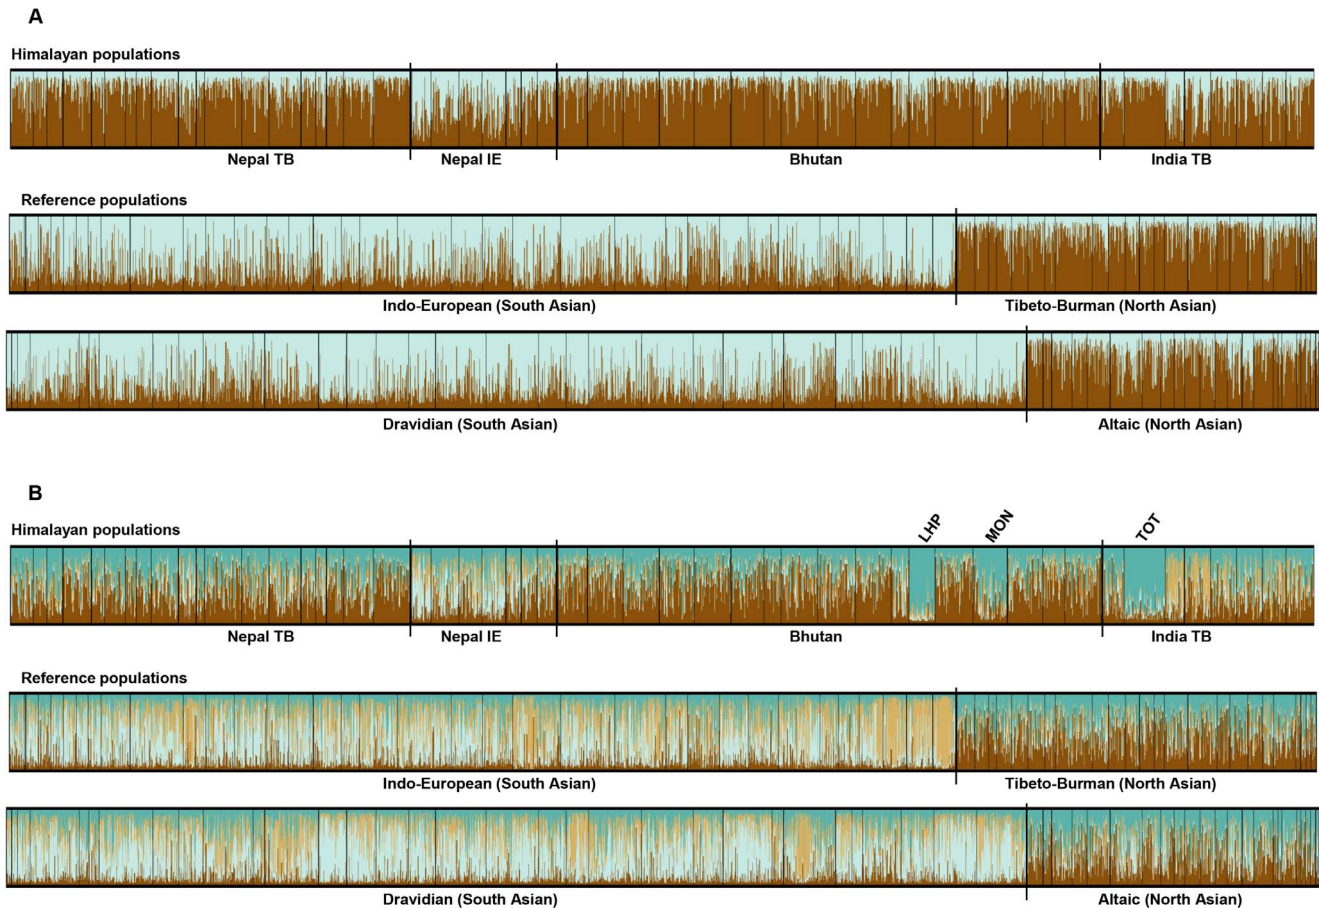 A
Himalayan populations
Nepal TB
Nepal IE
Bhutan
India TB
Reference populations
Indo-European (South Asian)
Tibeto-Burman (North Asian)
Dravidian (South Asian)
Altaic (North Asian)
B
Himalayan populations
LHP
MON
TOT
Nepal TB
Nepal IE
Bhutan
India TB
Reference populations
Indo-European (South Asian)
Tibeto-Burman (North Asian)
Dravidian (South Asian)
Altaic (North Asian)